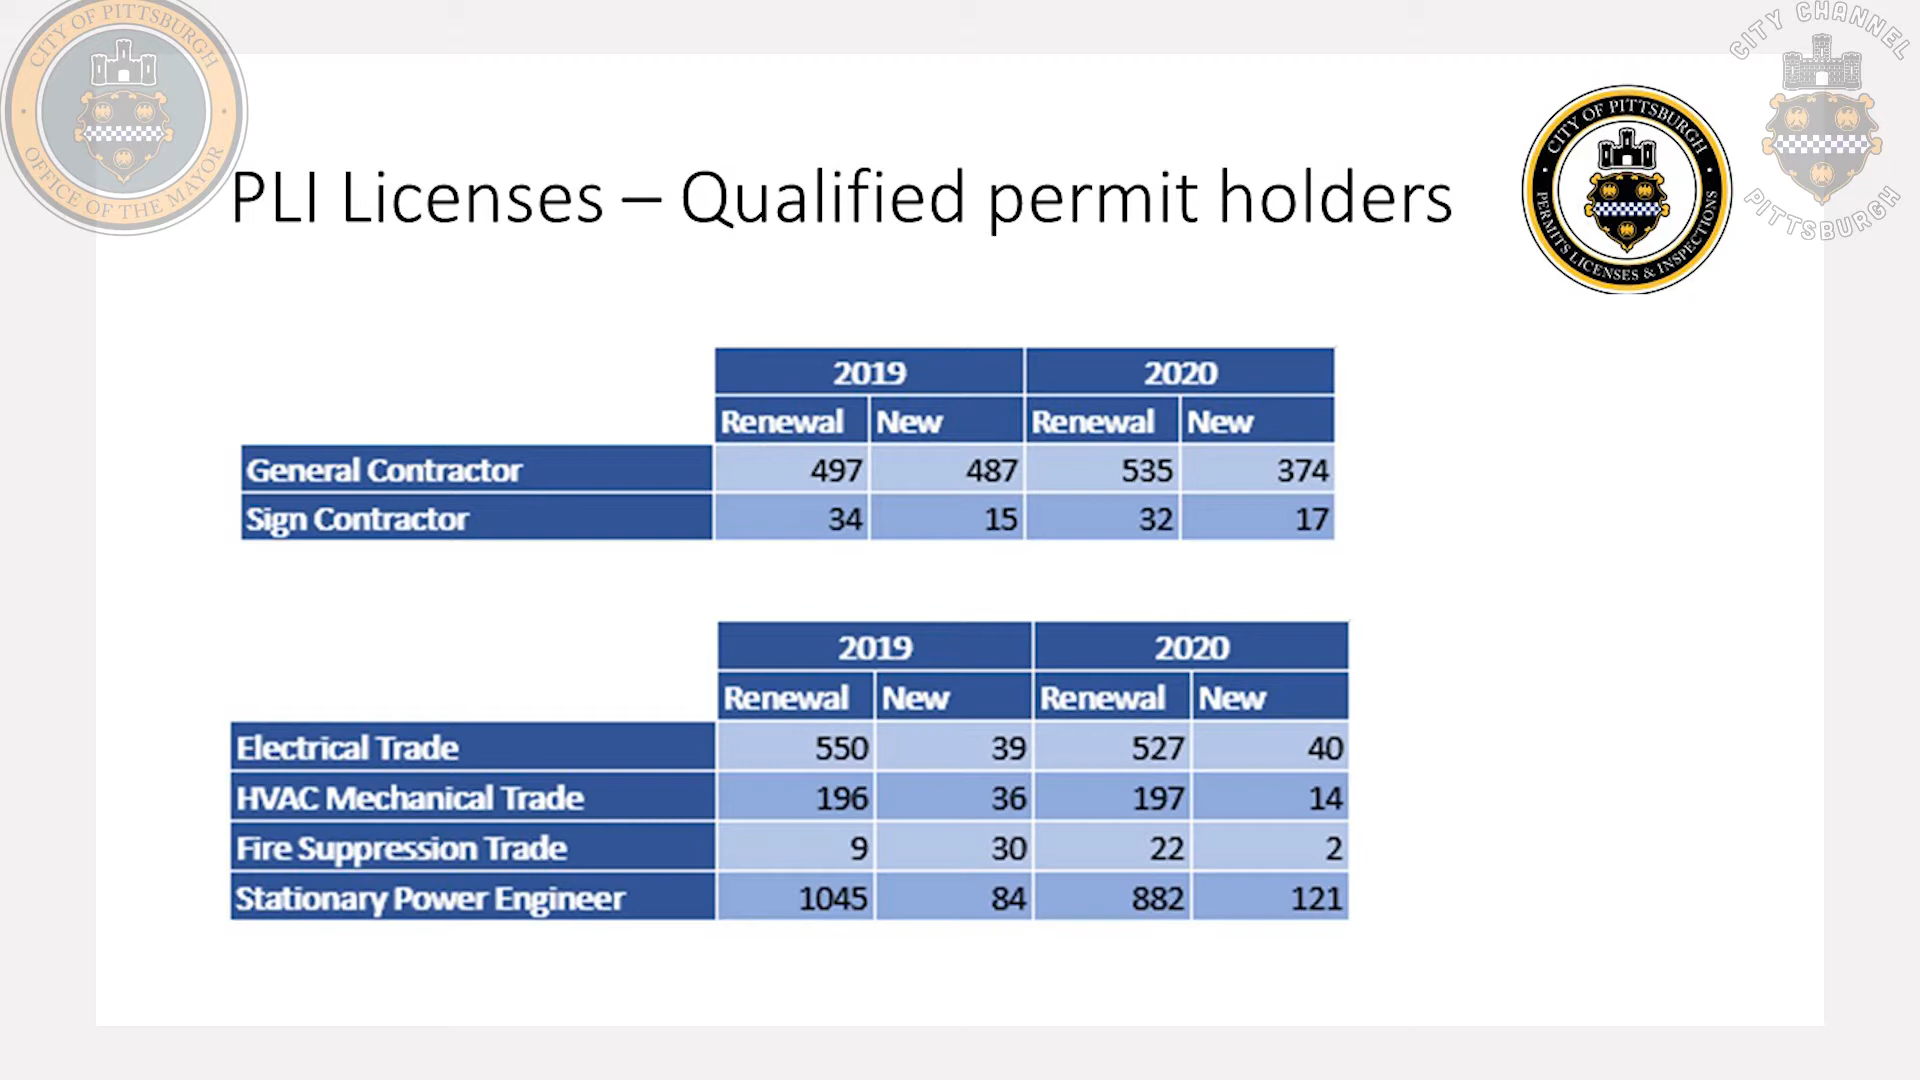 CITY OF PITTSBURGH
OFFICE OF THE MAYOR
CITY CHANNEL
PITTSBURGH
CITY OF PITTSBURGH
PERMITS LICENSES & INSPECTIONS
PLI Licenses – Qualified permit holders
2019 2020
Renewal New Renewal New
General Contractor 497 487 535 374
Sign Contractor 34 15 32 17
2019 2020
Renewal New Renewal New
Electrical Trade 550 39 527 40
HVAC Mechanical Trade 196 36 197 14
Fire Suppression Trade 9 30 22 2
Stationary Power Engineer 1045 84 882 121